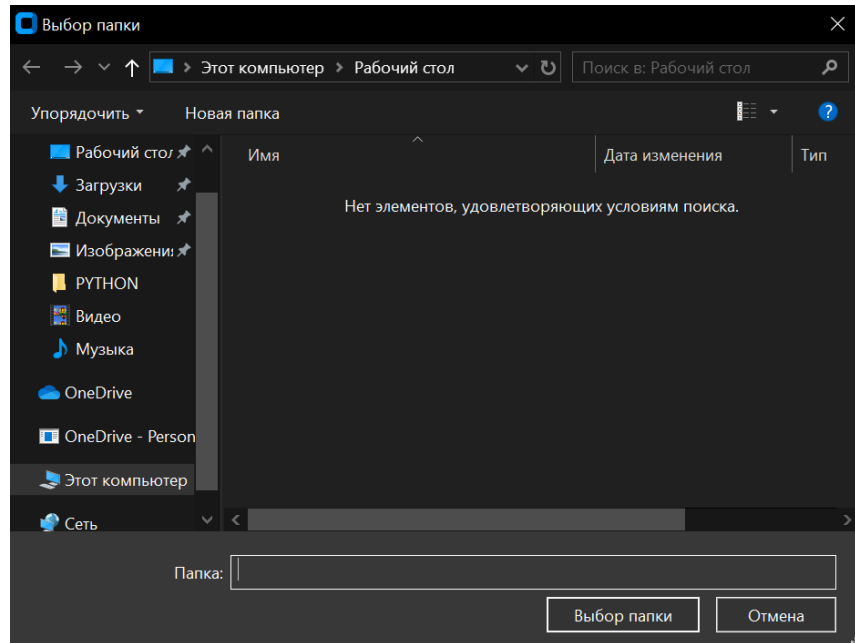 Выбор папки
Этот компьютер > Рабочий стол
Поиск в: Рабочий стол
Упорядочить
Новая папка
?
Имя
Дата изменения
Тип
Рабочий стол
Загрузки
Документы
Изображения
PYTHON
Видео
Музыка
OneDrive
OneDrive - Person
Этот компьютер
Сеть
Нет элементов, удовлетворяющих условиям поиска.
Папка:
Выбор папки
Отмена